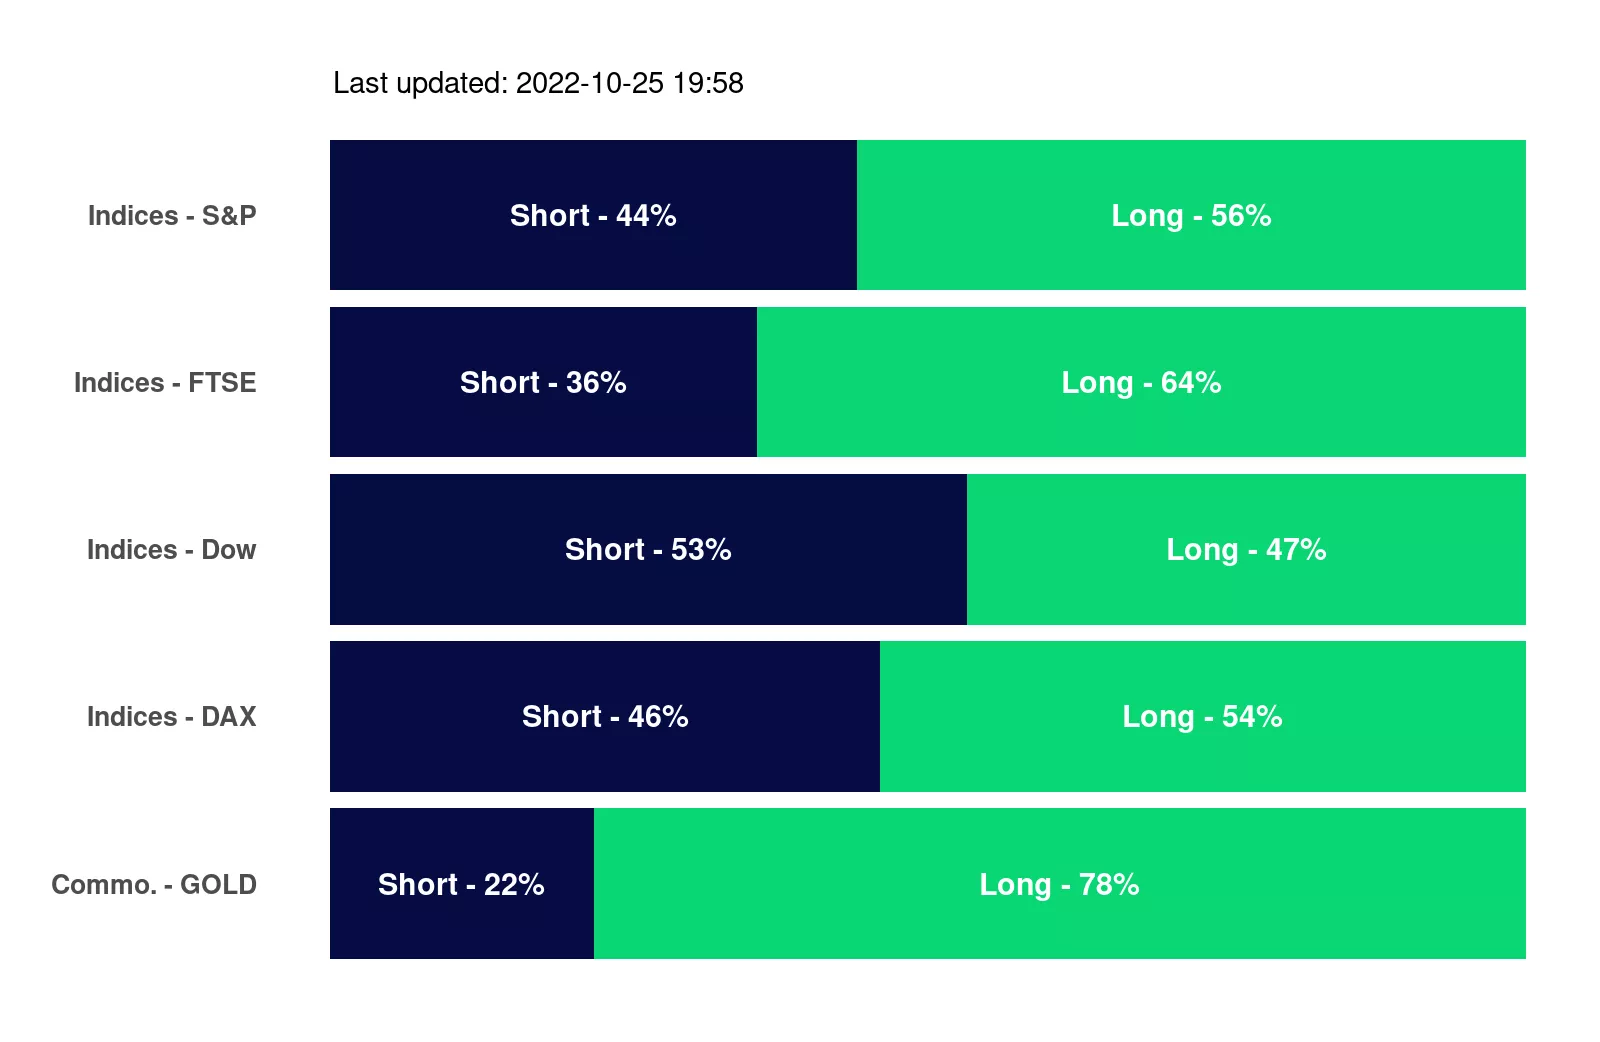 Last updated: 2022-10-25 19:58
Indices - S&P Short - 44% Long - 56%
Indices - FTSE Short - 36% Long - 64%
Indices - Dow Short - 53% Long - 47%
Indices - DAX Short - 46% Long - 54%
Commo. - GOLD Short - 22% Long - 78%